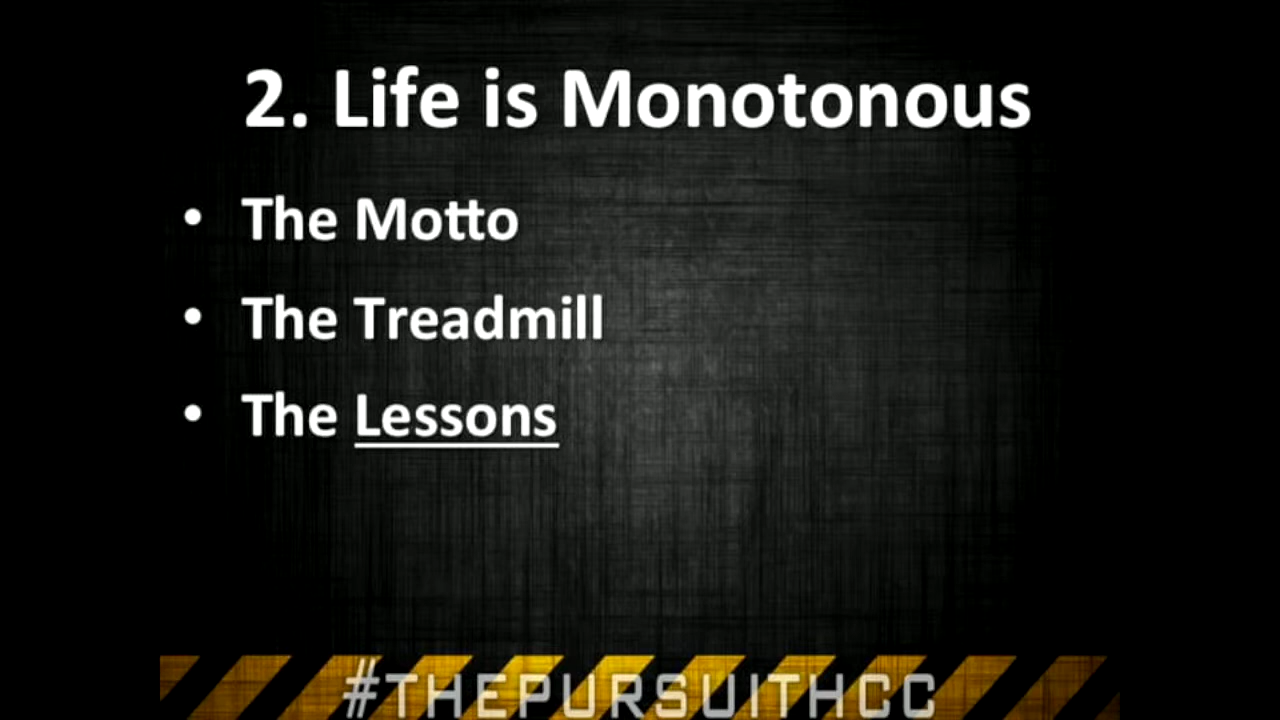 2. Life is Monotonous
• The Motto
• The Treadmill
• The Lessons
#THEPURSUITHCC